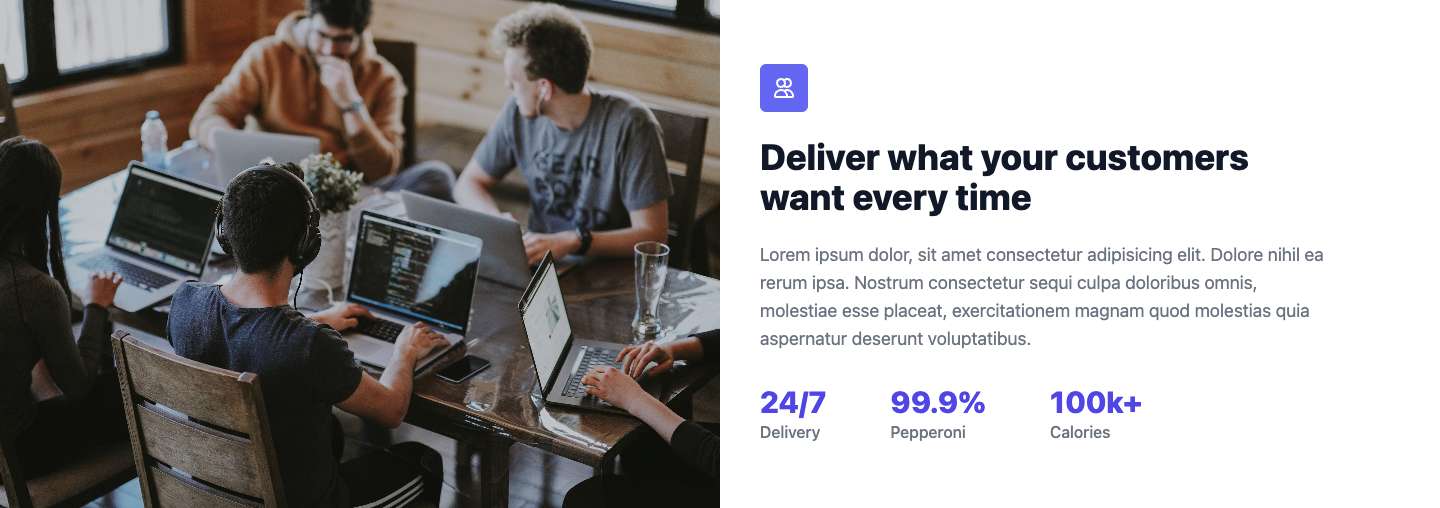 Deliver what your customers
want every time
Lorem ipsum dolor, sit amet consectetur adipisicing elit. Dolore nihil ea
rerum ipsa. Nostrum consectetur sequi culpa doloribus omnis,
molestiae esse placeat, exercitationem magnam quod molestias quia
aspernatur deserunt voluptatibus.
24/7 99.9% 100k+
Delivery Pepperoni Calories